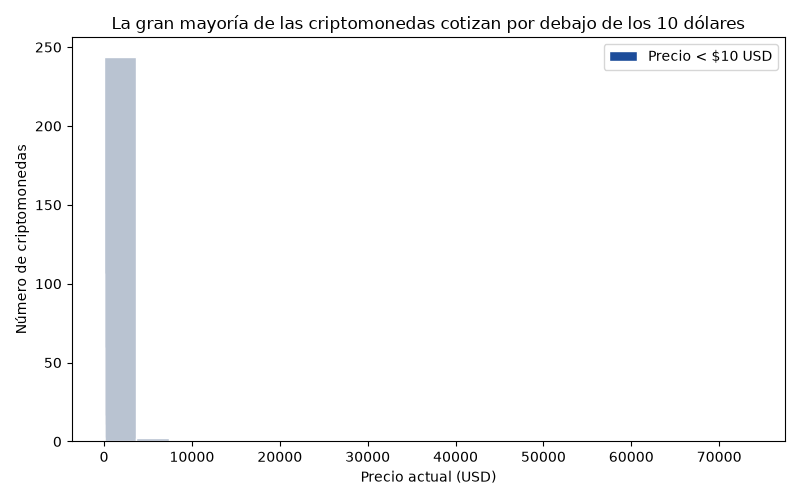 La gran mayoría de las criptomonedas cotizan por debajo de los 10 dólares
Precio < $10 USD
Número de criptomonedas
250
200
150
100
50
0
0 10000 20000 30000 40000 50000 60000 70000
Precio actual (USD)